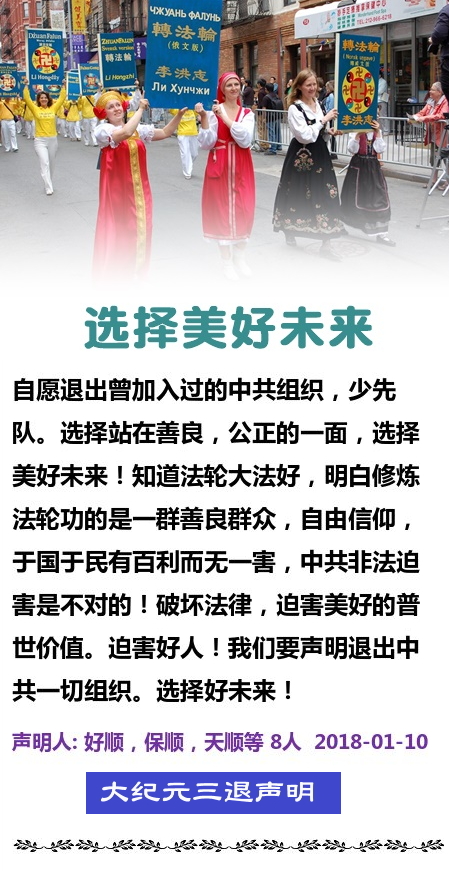 ЧЖУАНЬ ФАЛУНЬ
轉法輪
(俄文版)
李洪志
Ли Хунчжи
ZhuanFalun
Swedish version
轉法輪
Li Hongzhi
ZhuanFalun
Li Hongzhi
轉法輪
李洪志
选择美好未来
自愿退出曾加入过的中共组织，少先
队。选择站在善良，公正的一面，选择
美好未来！知道法轮大法好，明白修炼
法轮功的是一群善良群众，自由信仰，
于国于民有百利而无一害，中共非法迫
害是不对的！破坏法律，迫害美好的普
世价值。迫害好人！我们要声明退出中
共一切组织。选择好未来！
声明人: 好顺，保顺，天顺等 8人 2018-01-10
大纪元三退声明